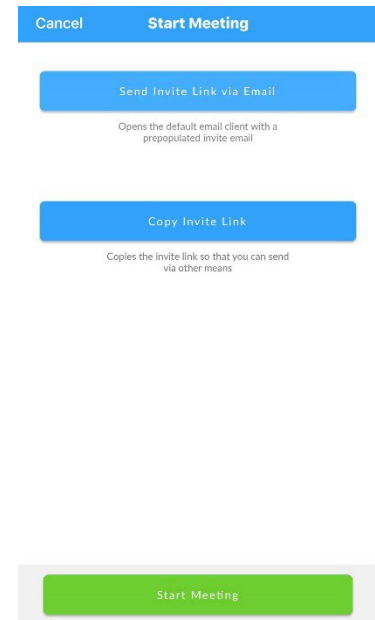 Cancel Start Meeting
Send Invite Link via Email
Opens the default email client with a
prepopulated invite email
Copy Invite Link
Copies the invite link so that you can send
via other means
Start Meeting